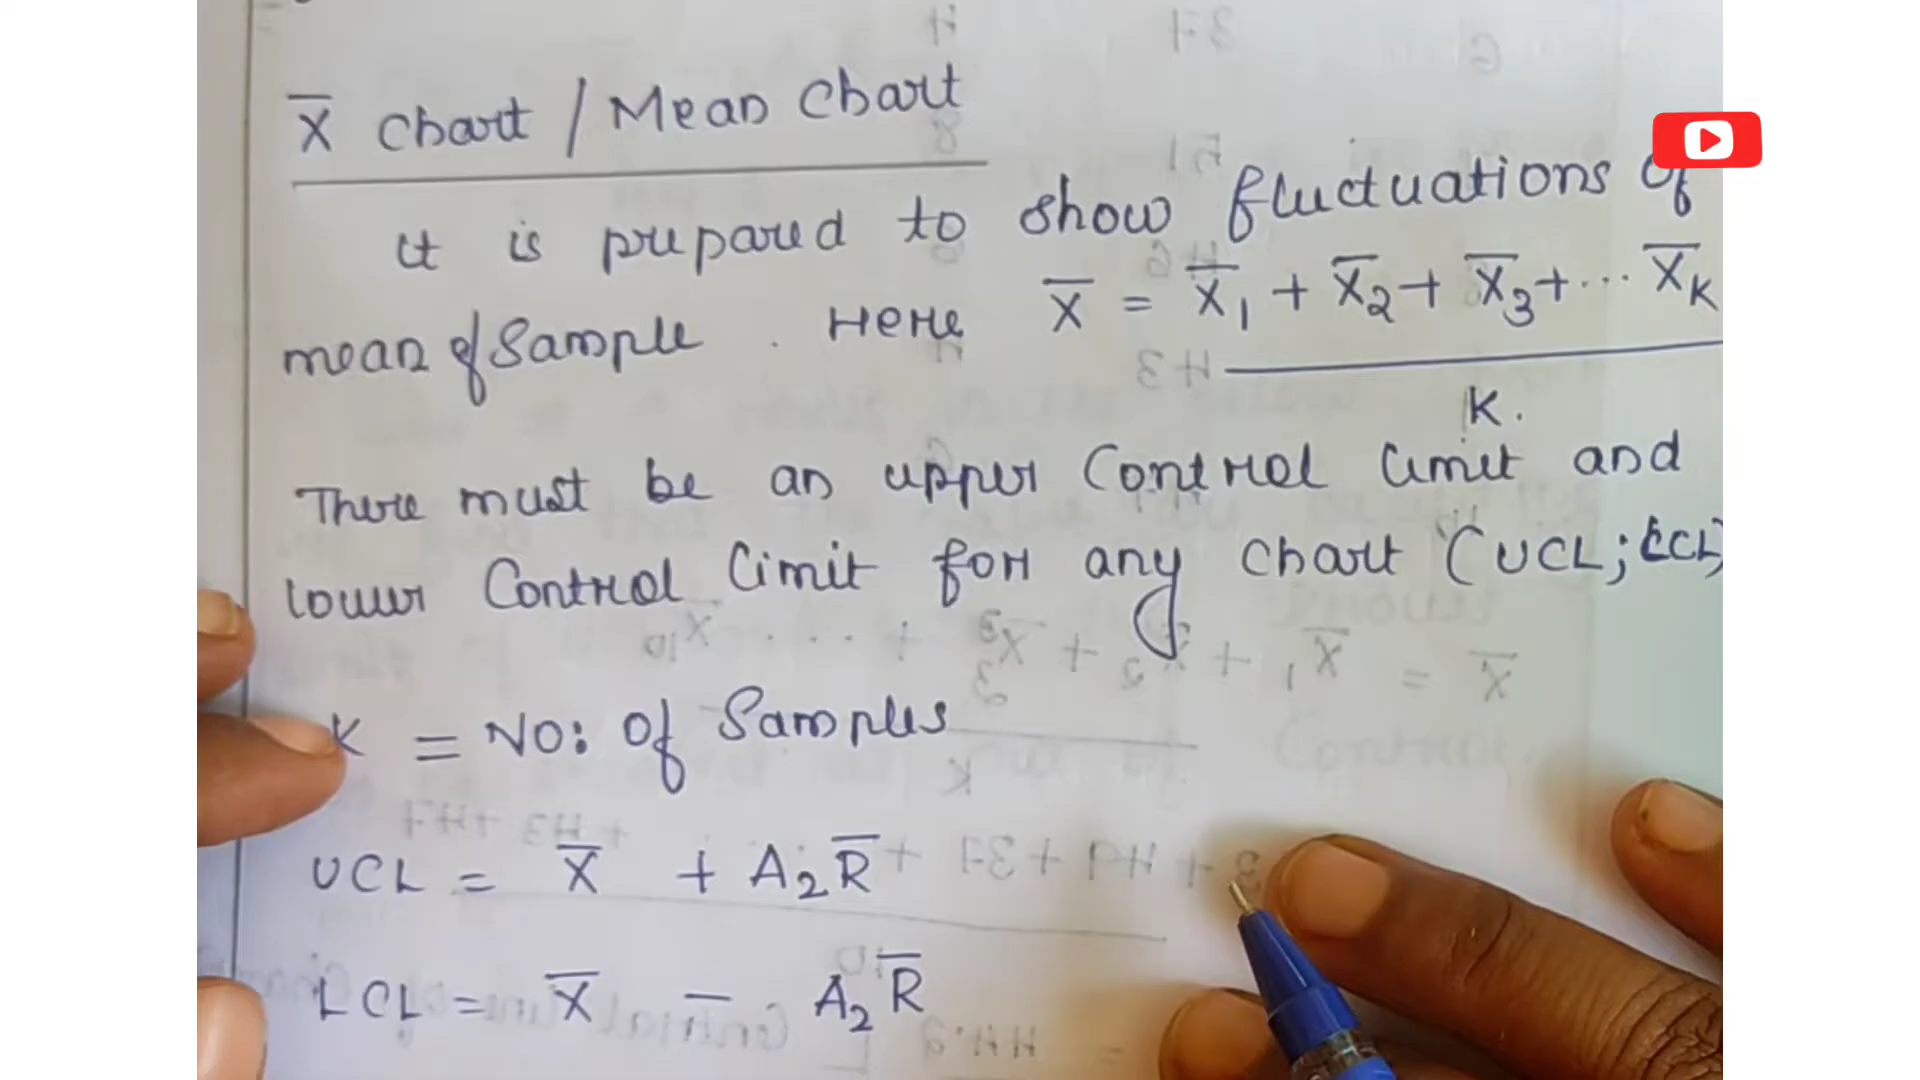 X̅ Chart / Mean Chart
It is prepared to show fluctuations of
mean of Sample . Here X̅ = X̅₁ + X̅₂ + X̅₃ + ... X̅ₖ
K.
There must be an upper Control limit and
lower Control limit for any chart (UCL; LCL)
K = NO: of Samples
UCL = X̅ + A₂R̅
LCL = X̅ − A₂R̅